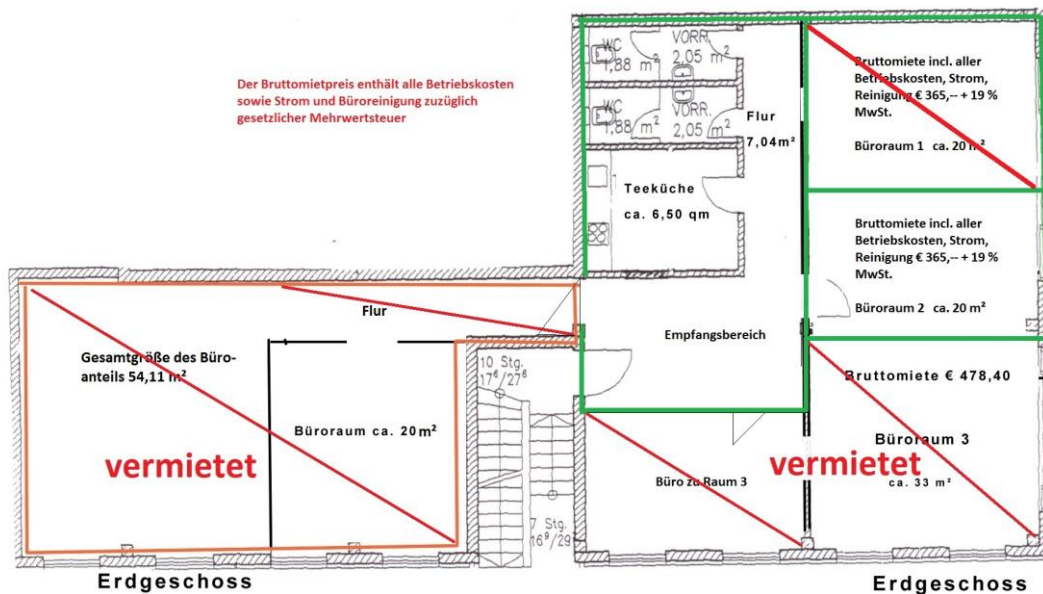 Der Bruttomietpreis enthält alle Betriebskosten
sowie Strom und Büroreinigung zuzüglich
gesetzlicher Mehrwertsteuer
WC
1,88 m²
VORR.
2,05 m²
WC
1,88 m²
VORR.
2,05 m²
Flur
7,04m²
Teeküche
ca. 6,50 qm
Bruttomiete incl. aller
Betriebskosten, Strom,
Reinigung € 365,-- + 19 %
MwSt.
Büroraum 1 ca. 20 m²
Bruttomiete incl. aller
Betriebskosten, Strom,
Reinigung € 365,-- + 19 %
MwSt.
Büroraum 2 ca. 20 m²
Flur
Empfangsbereich
Gesamtgröße des Büro-
anteils 54,11 m²
Büroraum ca. 20m²
vermietet
10 Stg.
17⁶/27⁶
7 Stg.
16⁹/29
Bruttomiete € 478,40
Büroraum 3
vermietet
ca. 33 m²
Büro zu Raum 3
Erdgeschoss
Erdgeschoss